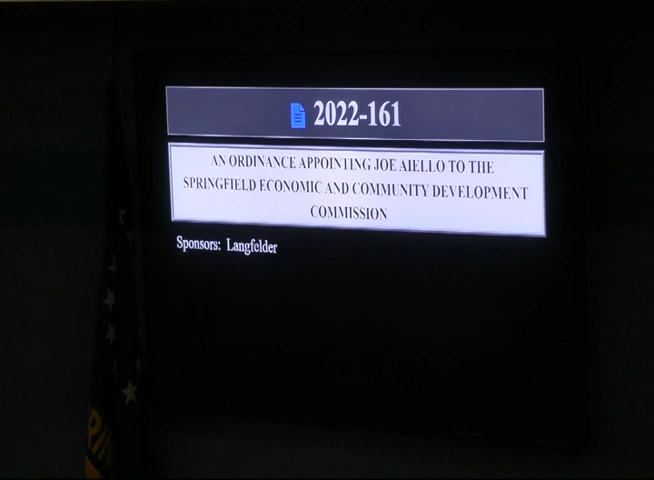 2022-161
AN ORDINANCE APPOINTING JOE AIELLO TO THE
SPRINGFIELD ECONOMIC AND COMMUNITY DEVELOPMENT
COMMISSION
Sponsors: Langfelder